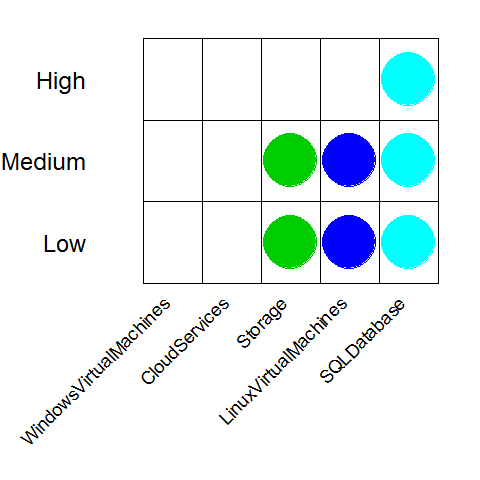 High
Medium
Low
WindowsVirtualMachines
CloudServices
Storage
LinuxVirtualMachines
SQLDatabase